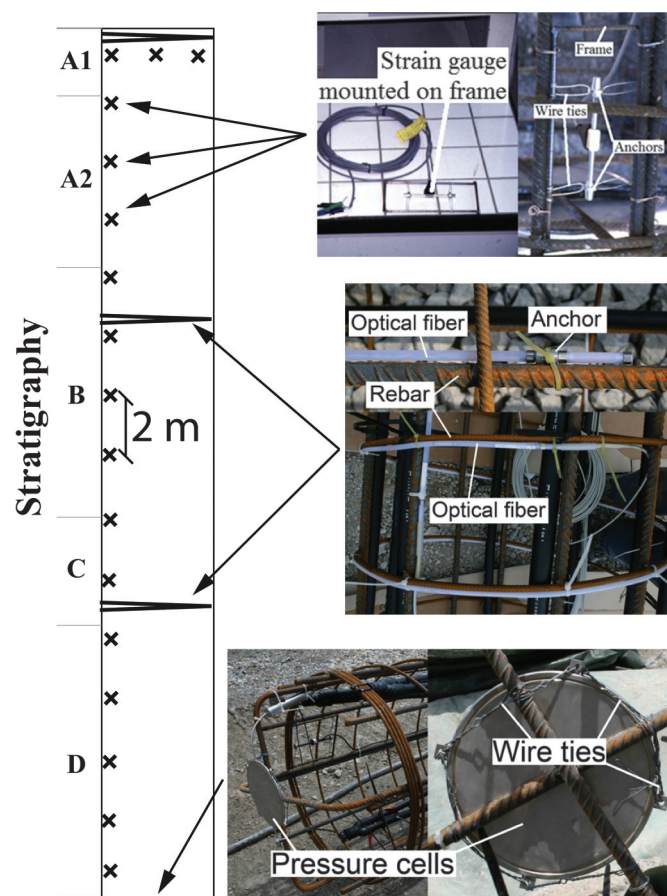 Stratigraphy
A1
A2
B
C
D
2 m
Strain gauge
mounted on frame
Frame
Wire ties
Anchors
Optical fiber
Anchor
Rebar
Optical fiber
Wire ties
Pressure cells